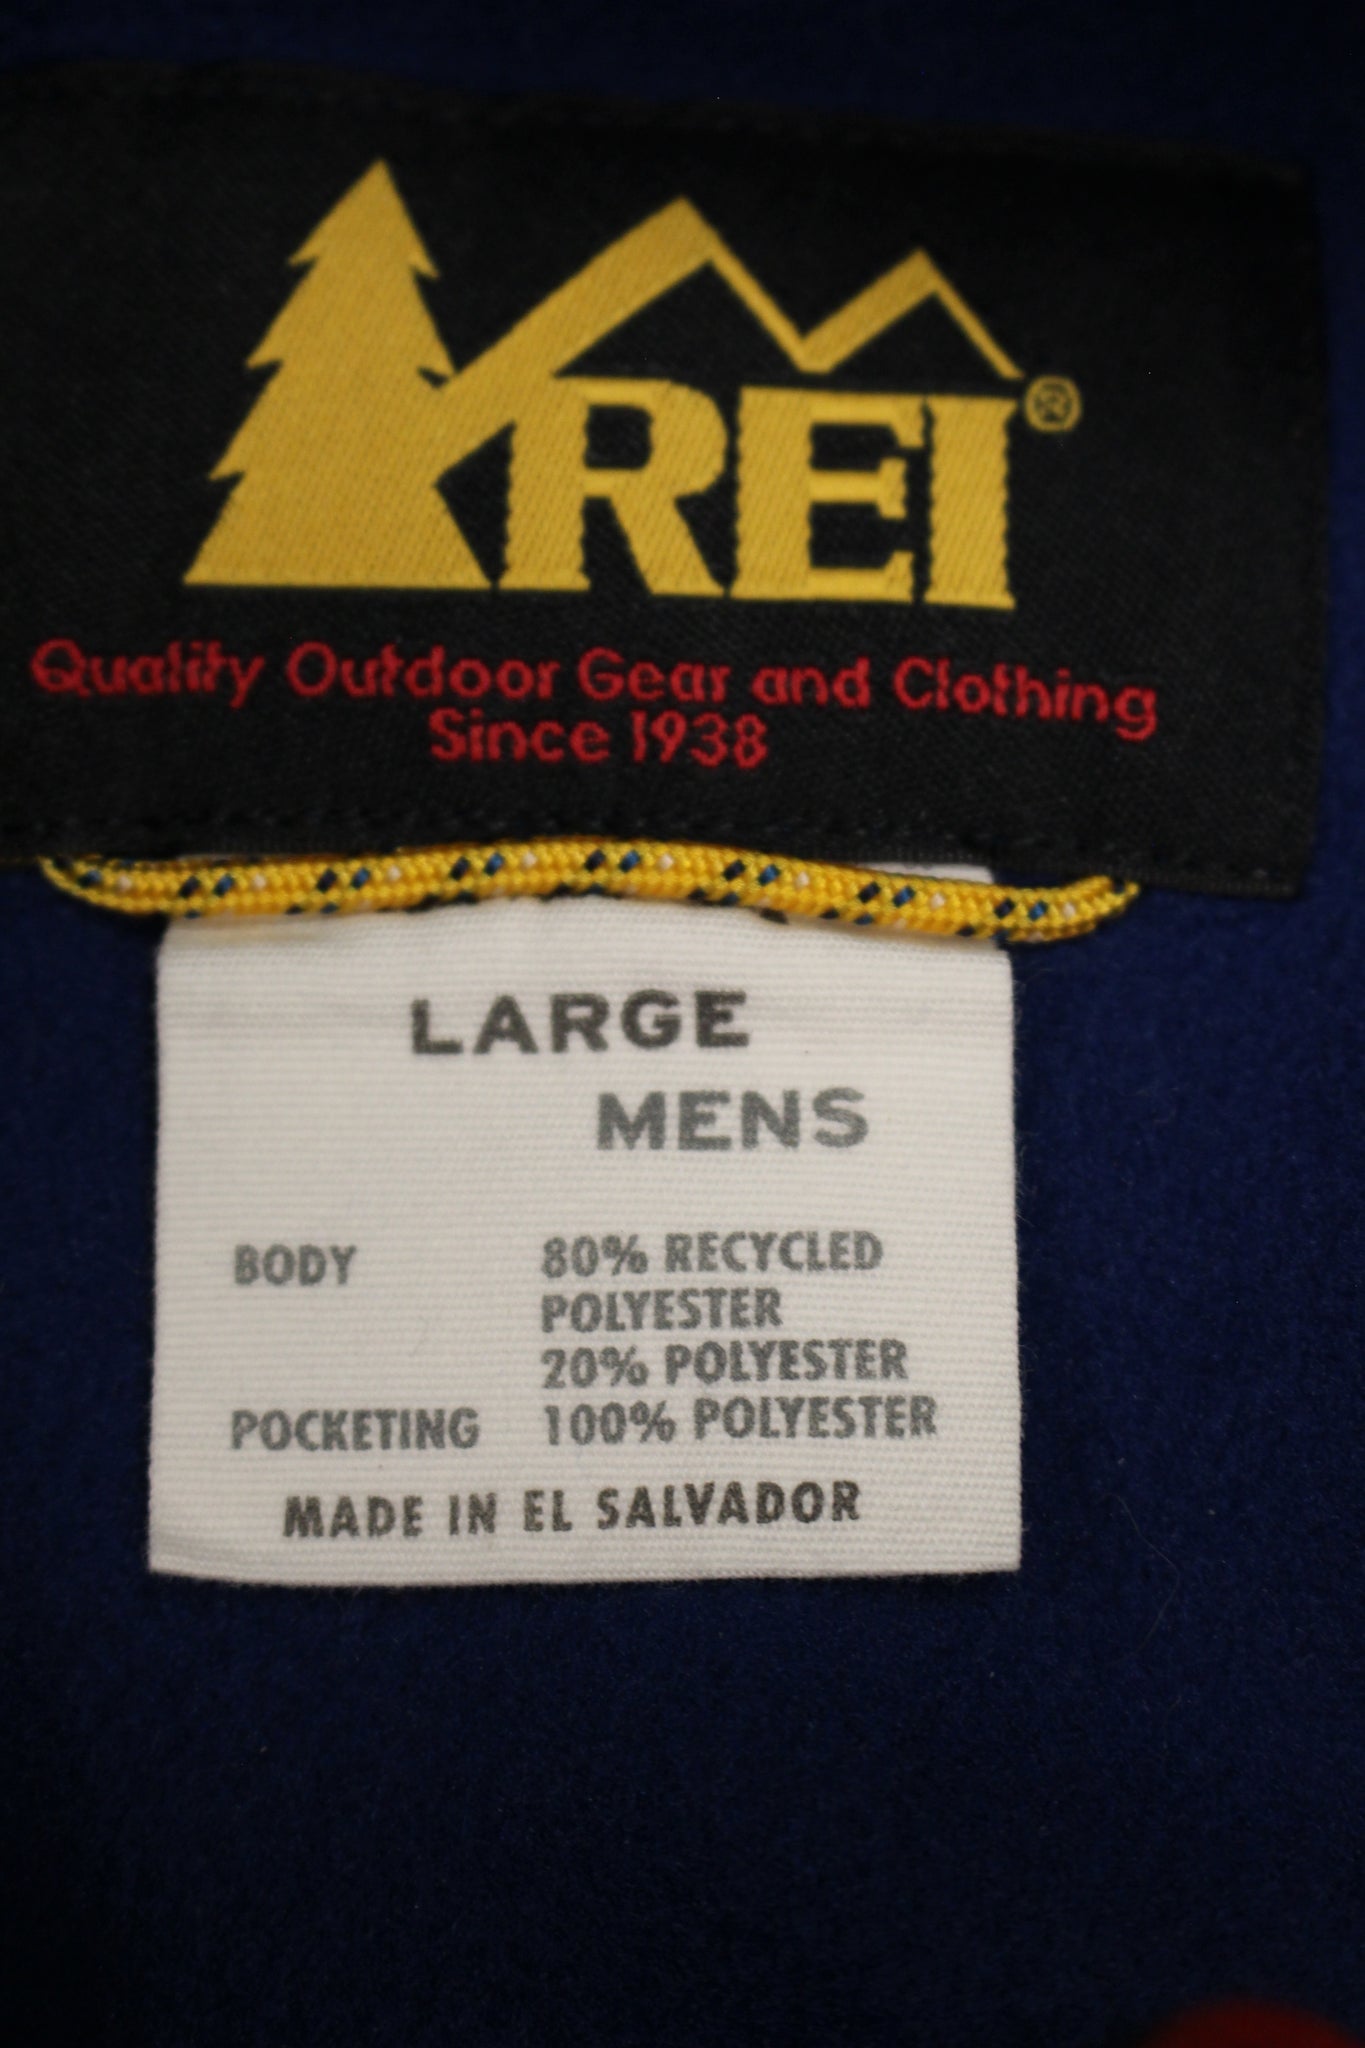 REI®
Quality Outdoor Gear and Clothing
Since 1938
LARGE
MENS
BODY 80% RECYCLED
POLYESTER
20% POLYESTER
POCKETING 100% POLYESTER
MADE IN EL SALVADOR